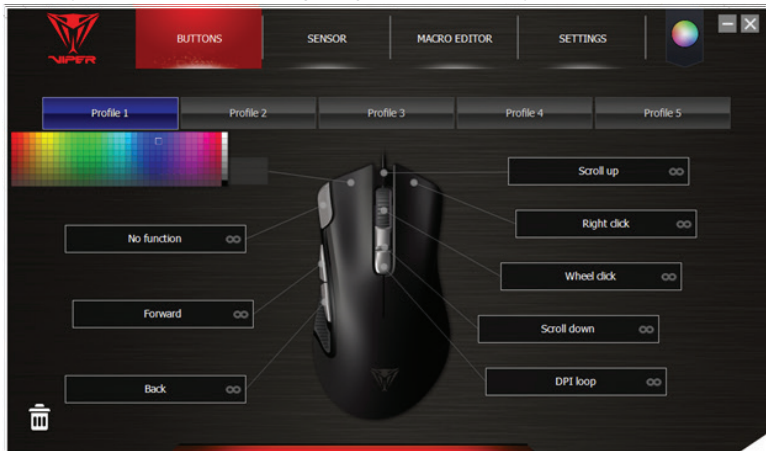 VIPER
BUTTONS
SENSOR
MACRO EDITOR
SETTINGS
Profile 1
Profile 2
Profile 3
Profile 4
Profile 5
Scroll up
No function
Right click
Wheel click
Forward
Scroll down
Back
DPI loop